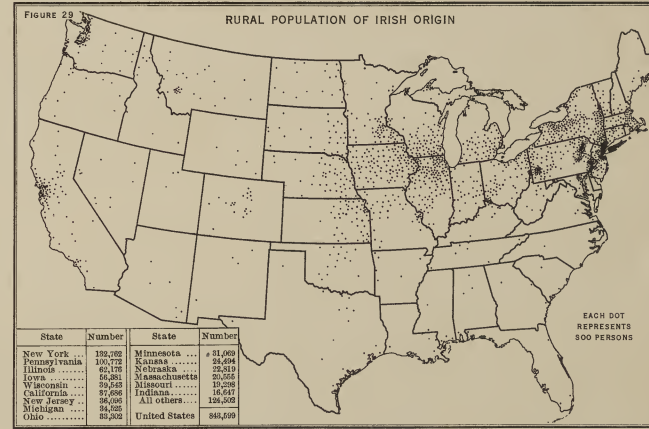 FIGURE 29
RURAL POPULATION OF IRISH ORIGIN
EACH DOT
REPRESENTS
500 PERSONS
State Number State Number
New York ... 132,762 Minnesota ... 31,069
Pennsylvania 100,772 Kansas ....... 24,494
Illinois ....... 62,176 Nebraska .... 22,819
Iowa .......... 56,381 Massachusetts 20,555
Wisconsin ... 39,543 Missouri ..... 19,298
California ... 37,686 Indiana ...... 16,647
New Jersey .. 36,096 All others.... 124,502
Michigan .... 34,525
Ohio .......... 33,302 United States 843,599